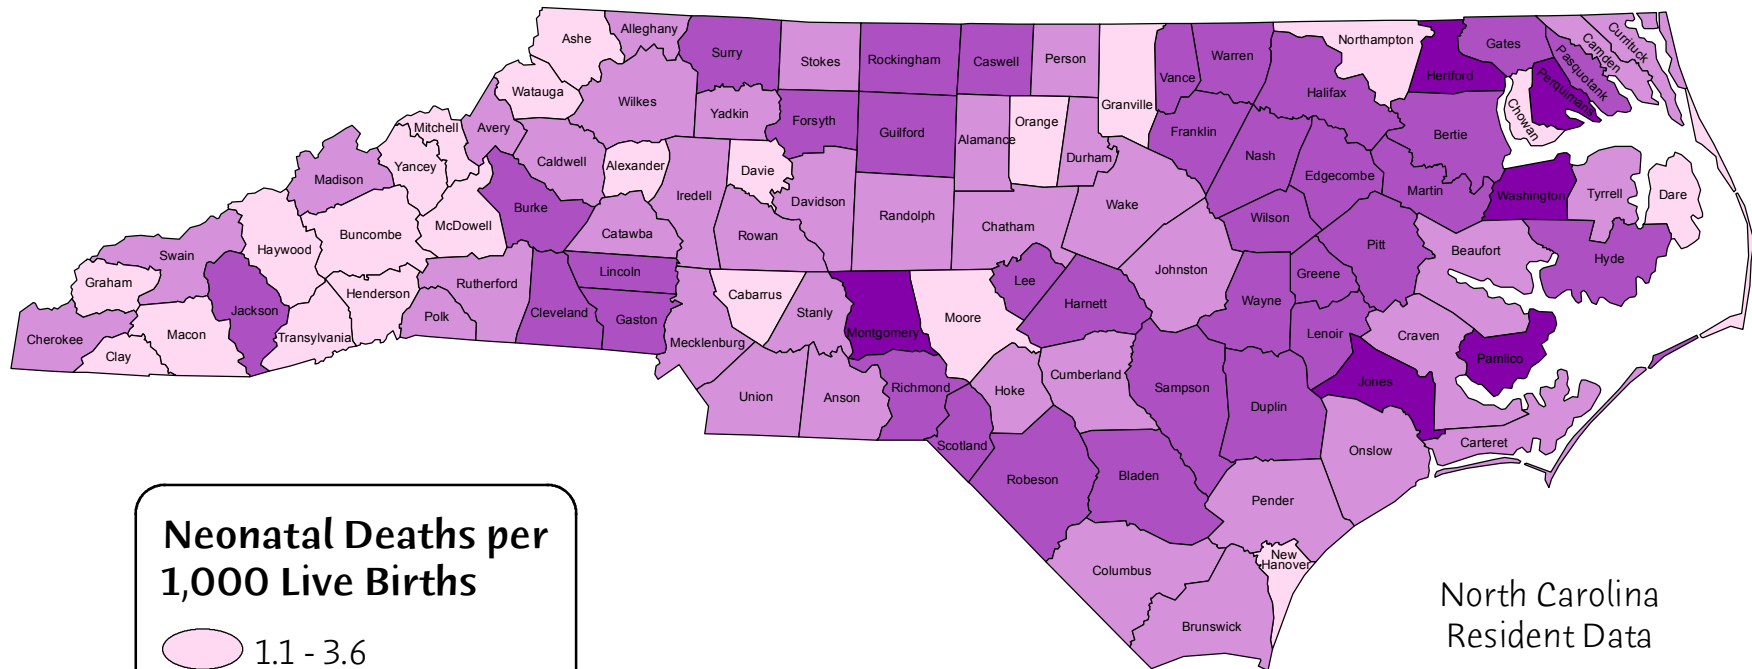 Ashe
Alleghany
Surry
Stokes
Rockingham
Caswell
Person
Granville
Vance
Warren
Halifax
Northampton
Hertford
Gates
Camden
Currituck
Pasquotank
Perquimans
Chowan
Watauga
Wilkes
Yadkin
Forsyth
Guilford
Alamance
Orange
Durham
Franklin
Nash
Edgecombe
Bertie
Martin
Washington
Tyrrell
Dare
Mitchell
Avery
Yancey
Caldwell
Alexander
Iredell
Davie
Davidson
Randolph
Chatham
Wake
Wilson
Pitt
Beaufort
Hyde
Madison
Buncombe
McDowell
Burke
Catawba
Rowan
Johnston
Greene
Swain
Haywood
Graham
Henderson
Rutherford
Lincoln
Cabarrus
Stanly
Montgomery
Moore
Lee
Harnett
Wayne
Lenoir
Craven
Pamlico
Cherokee
Clay
Macon
Jackson
Transylvania
Polk
Cleveland
Gaston
Mecklenburg
Union
Anson
Richmond
Scotland
Hoke
Cumberland
Sampson
Duplin
Jones
Onslow
Carteret
Robeson
Bladen
Pender
Columbus
Brunswick
New
Hanover
Neonatal Deaths per
1,000 Live Births
1.1 - 3.6
North Carolina
Resident Data